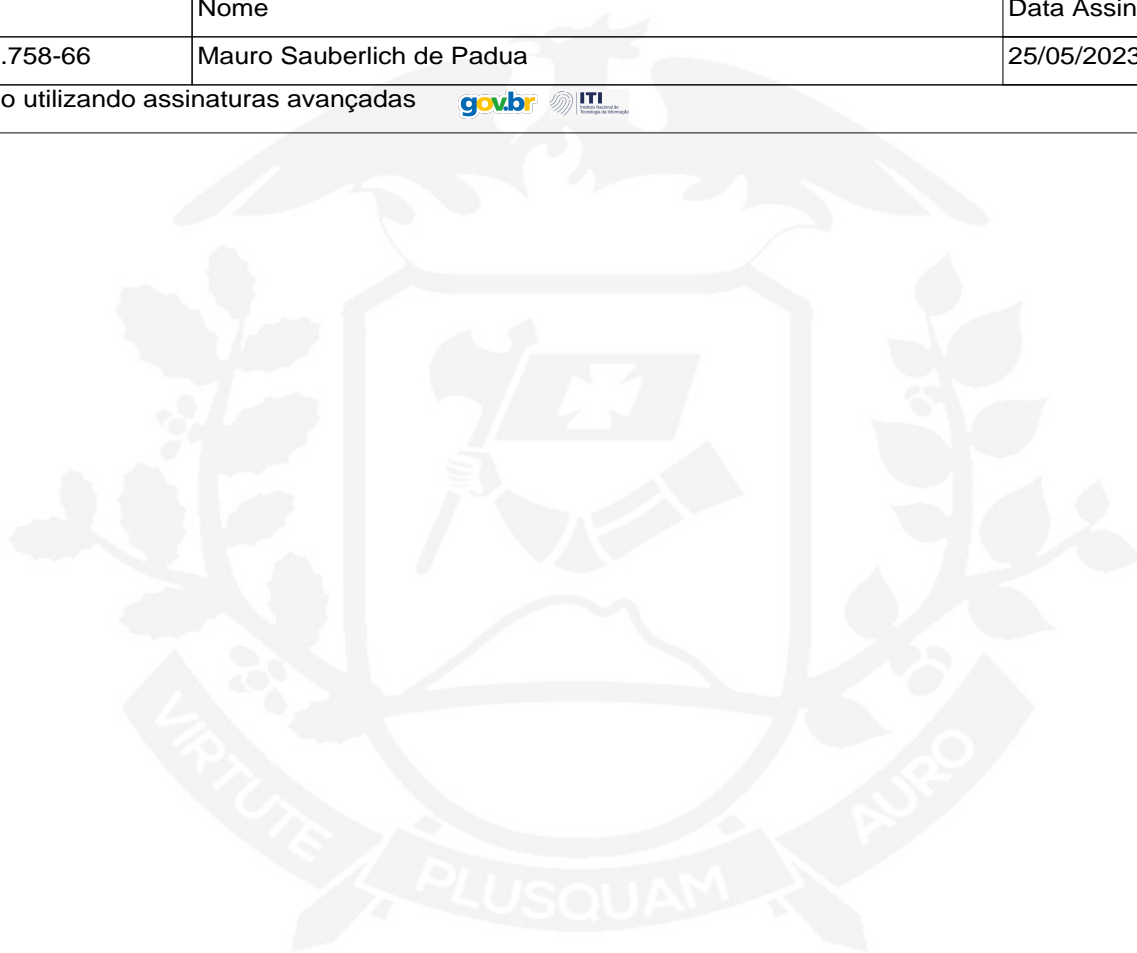 Nome Data Assin
.758-66 Mauro Sauberlich de Padua 25/05/2023
o utilizando assinaturas avançadas gov.br ITI
VIRTUTE PLUSQUAM AURO